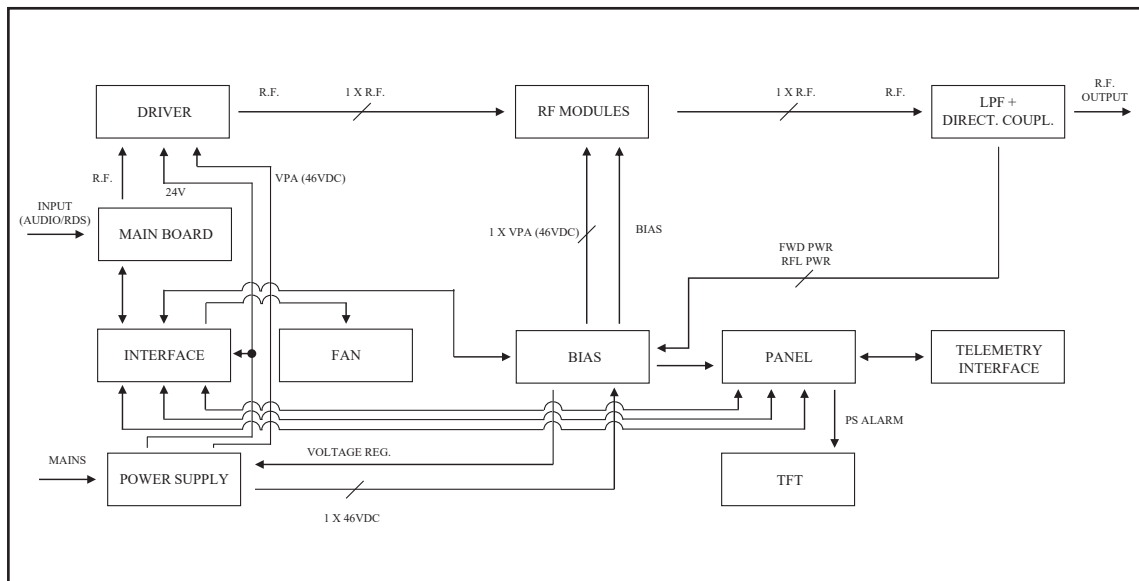 R.F.
1 X R.F.
1 X R.F.
R.F.
R.F.
OUTPUT
DRIVER
RF MODULES
LPF +
DIRECT. COUPL.
R.F.
24V
VPA (46VDC)
INPUT
(AUDIO/RDS)
MAIN BOARD
1 X VPA (46VDC)
BIAS
FWD PWR
RFL PWR
INTERFACE
FAN
BIAS
PANEL
TELEMETRY
INTERFACE
PS ALARM
MAINS
POWER SUPPLY
VOLTAGE REG.
TFT
1 X 46VDC